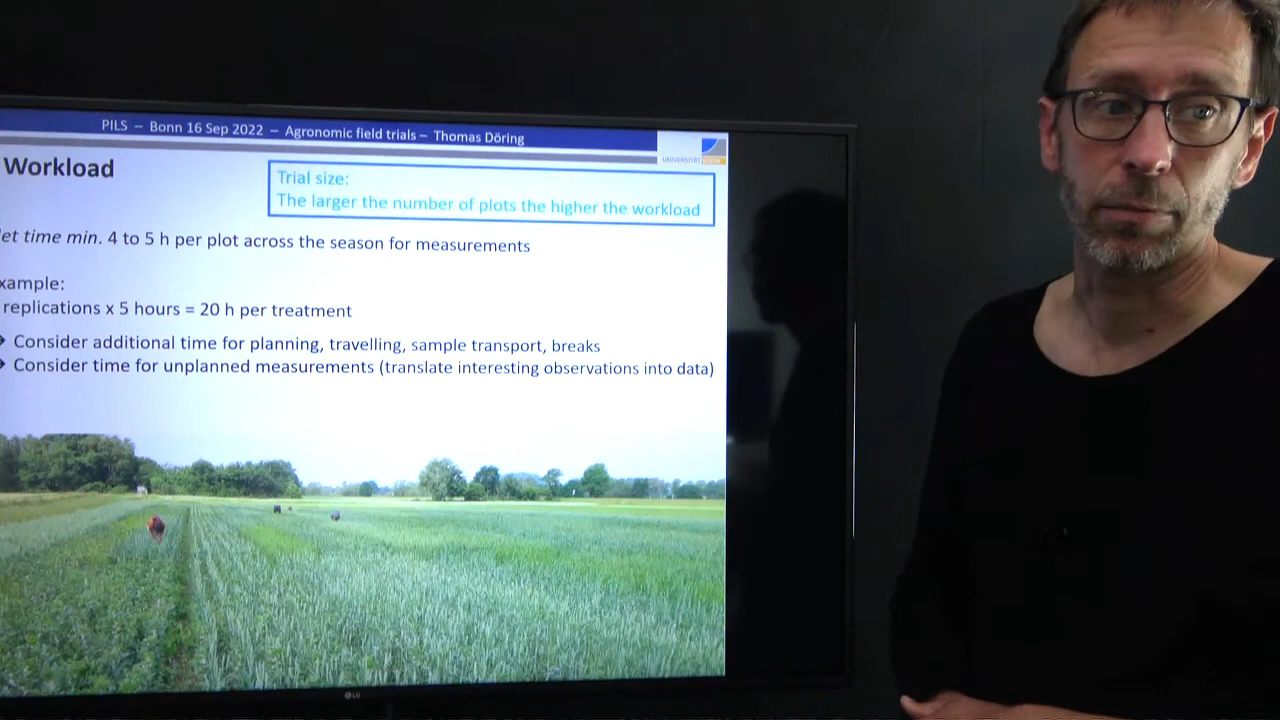 PILS – Bonn 16 Sep 2022 – Agronomic field trials – Thomas Döring
UNIVERSITÄT BONN
Workload
Trial size:
The larger the number of plots the higher the workload
et time min. 4 to 5 h per plot across the season for measurements
xample:
replications x 5 hours = 20 h per treatment
Consider additional time for planning, travelling, sample transport, breaks
Consider time for unplanned measurements (translate interesting observations into data)
LG